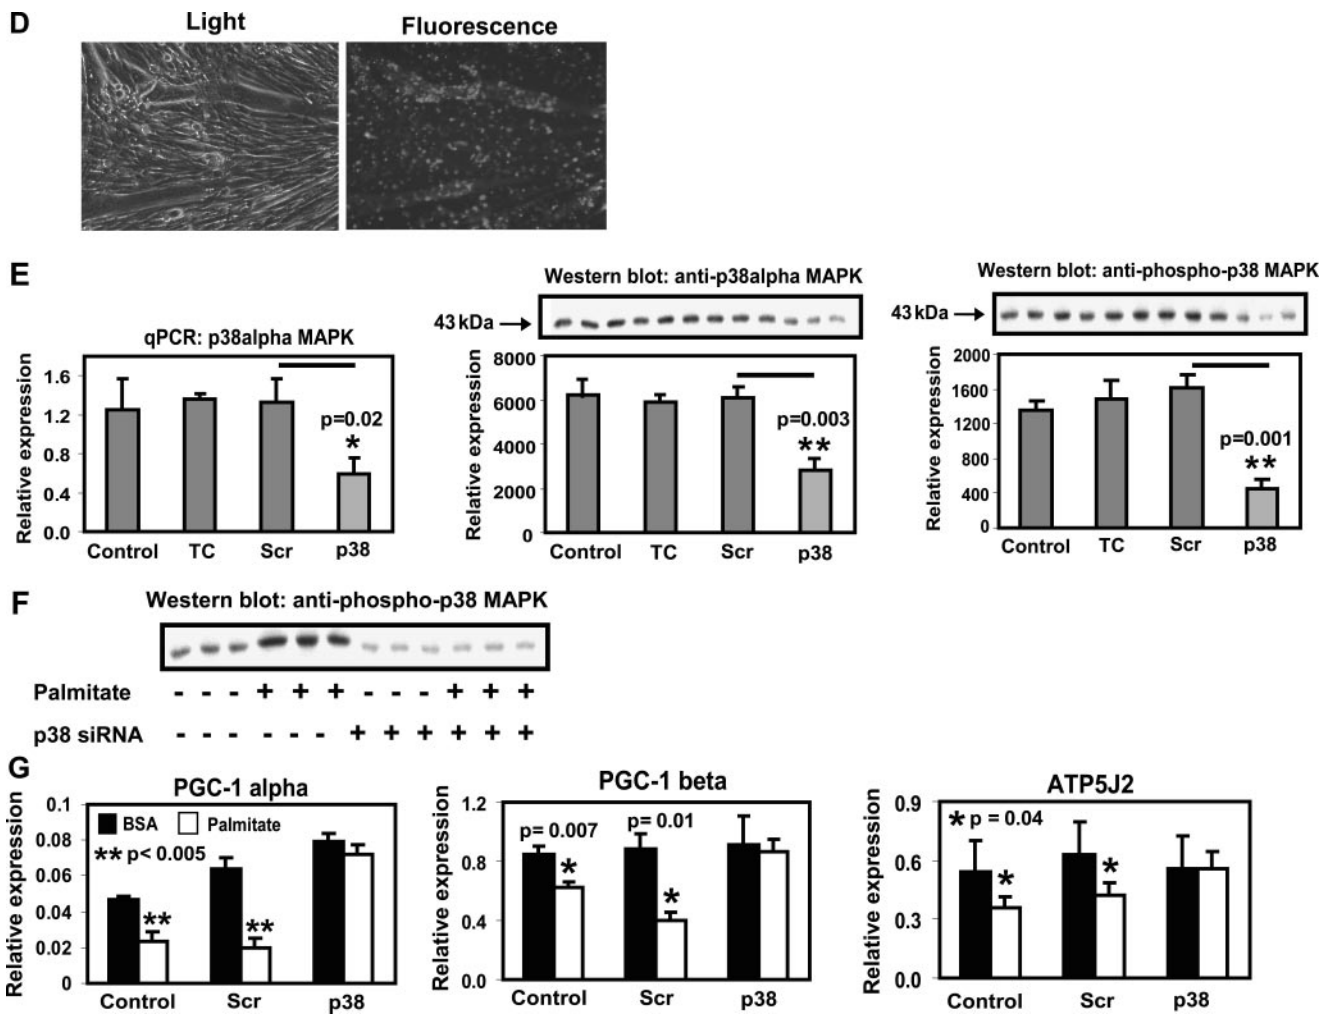 D
Light
Fluorescence
E
qPCR: p38alpha MAPK
Relative expression
1.6
1.2
0.8
0.4
0.0
p=0.02
*
Control TC Scr p38
Western blot: anti-p38alpha MAPK
43 kDa
Relative expression
8000
6000
4000
2000
0
p=0.003
**
Control TC Scr p38
Western blot: anti-phospho-p38 MAPK
43 kDa
Relative expression
2000
1600
1200
800
400
0
p=0.001
**
Control TC Scr p38
F
Western blot: anti-phospho-p38 MAPK
Palmitate - - - + + + - - - + + +
p38 siRNA - - - - - - + + + + + +
G
PGC-1 alpha
Relative expression
0.1
0.08
0.06
0.04
0.02
0
BSA Palmitate
** p< 0.005
** **
Control Scr p38
PGC-1 beta
Relative expression
1.2
0.8
0.4
0.0
p= 0.007 p= 0.01
* *
Control Scr p38
ATP5J2
Relative expression
0.9
0.6
0.3
0.0
* p = 0.04
* *
Control Scr p38